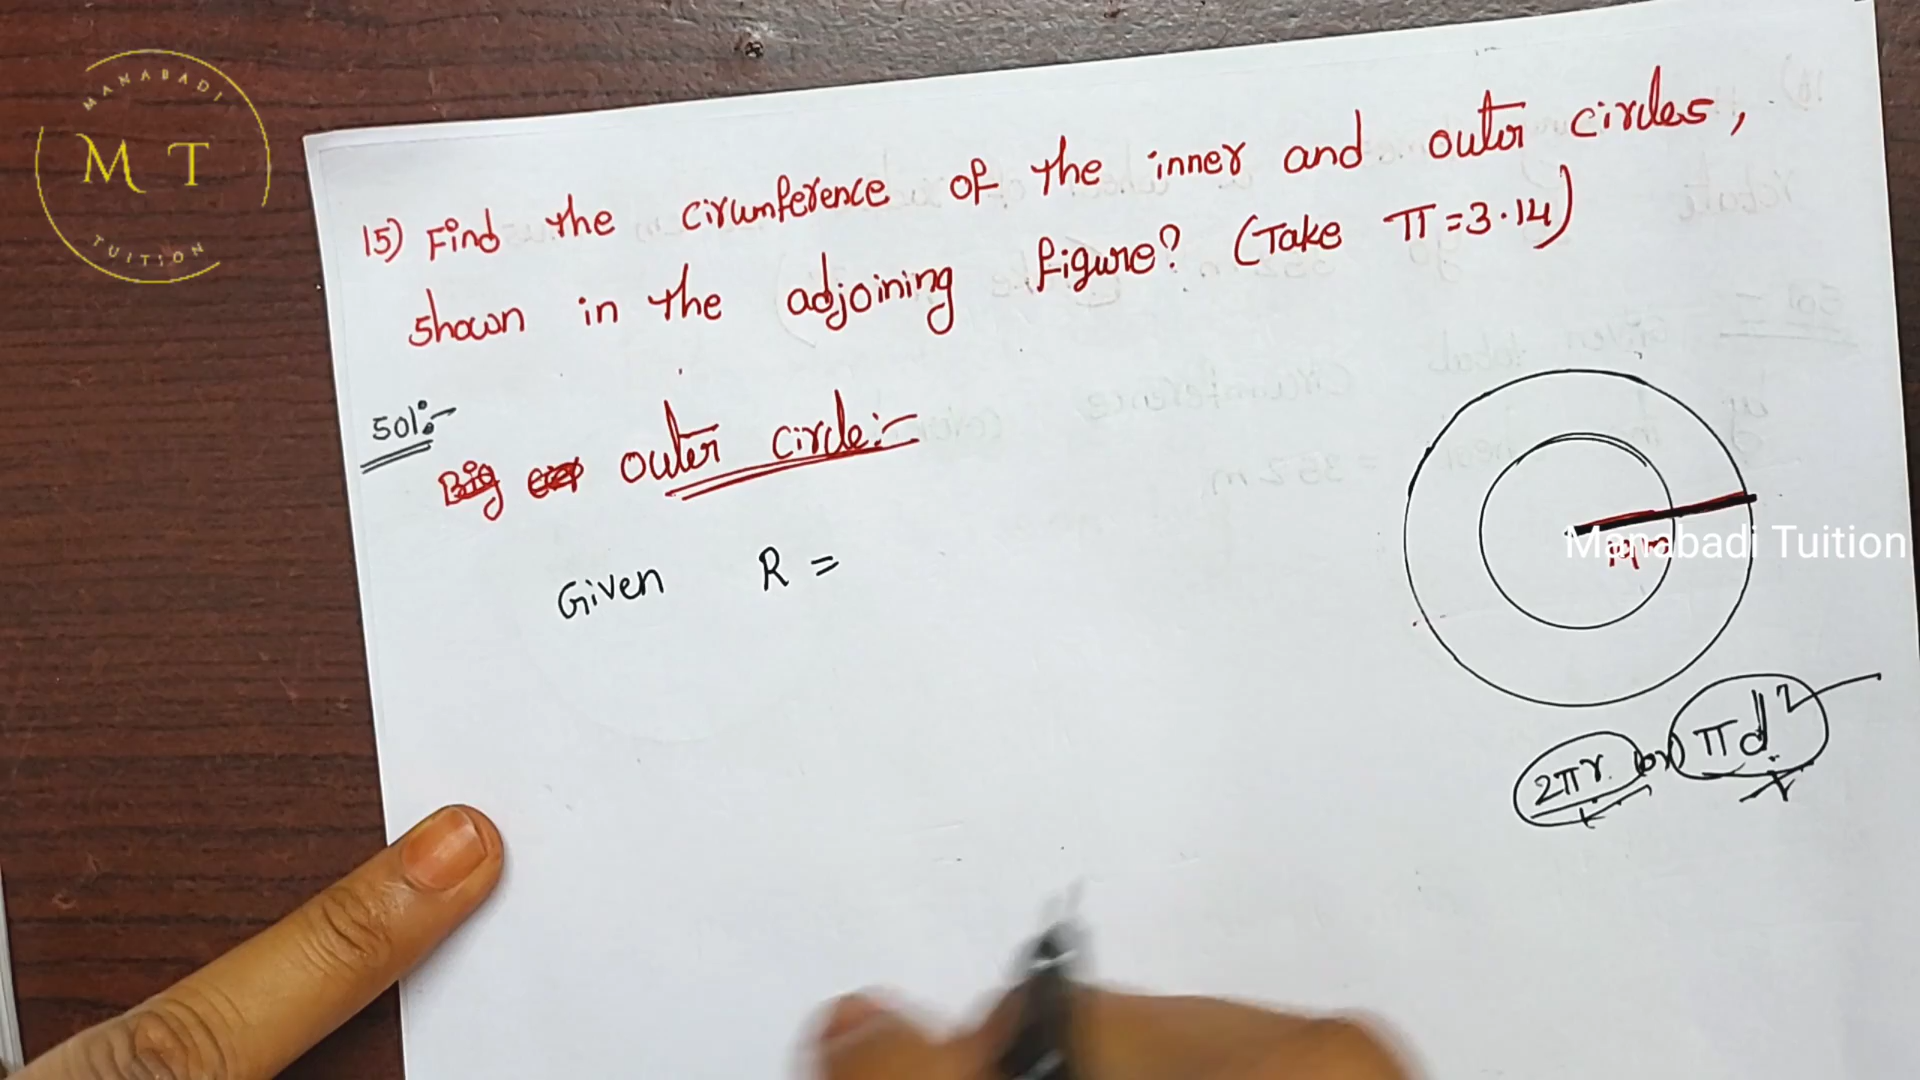 MANABADI
MT
TUITION
15) Find the circumference of the inner and outer circles,
shown in the adjoining figure? (Take π=3.14)
Sol:-
Big outer circle:-
Given R =
Manabadi Tuition
2πr (or) πd